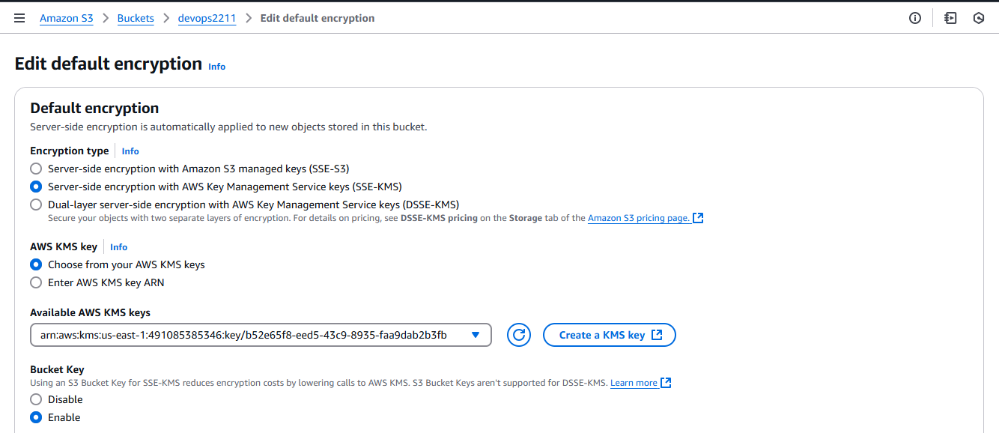 Amazon S3 > Buckets > devops2211 > Edit default encryption
Edit default encryption Info
Default encryption
Server-side encryption is automatically applied to new objects stored in this bucket.
Encryption type Info
Server-side encryption with Amazon S3 managed keys (SSE-S3)
Server-side encryption with AWS Key Management Service keys (SSE-KMS)
Dual-layer server-side encryption with AWS Key Management Service keys (DSSE-KMS)
Secure your objects with two separate layers of encryption. For details on pricing, see DSSE-KMS pricing on the Storage tab of the Amazon S3 pricing page.
AWS KMS key Info
Choose from your AWS KMS keys
Enter AWS KMS key ARN
Available AWS KMS keys
arn:aws:kms:us-east-1:491085385346:key/b52e65f8-eed5-43c9-8935-faa9dab2b3fb
Create a KMS key
Bucket Key
Using an S3 Bucket Key for SSE-KMS reduces encryption costs by lowering calls to AWS KMS. S3 Bucket Keys aren't supported for DSSE-KMS. Learn more
Disable
Enable